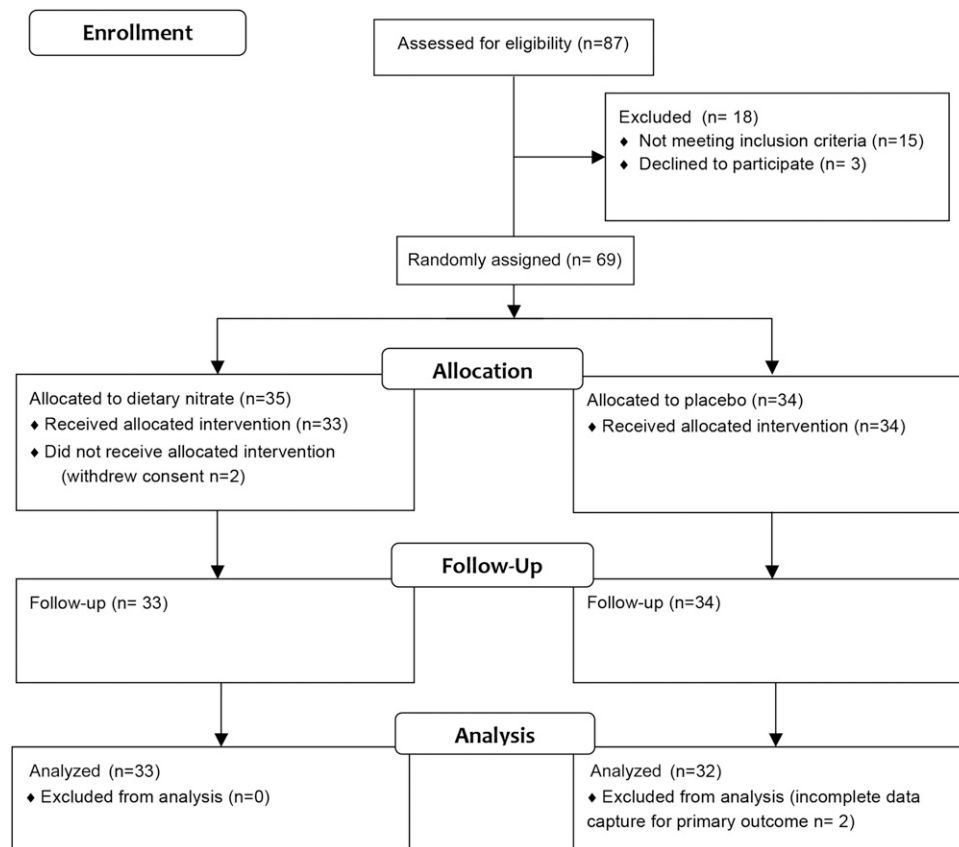 Enrollment
Assessed for eligibility (n=87)
Excluded (n= 18)
♦ Not meeting inclusion criteria (n=15)
♦ Declined to participate (n= 3)
Randomly assigned (n= 69)
Allocation
Allocated to dietary nitrate (n=35)
♦ Received allocated intervention (n=33)
♦ Did not receive allocated intervention
(withdrew consent n=2)
Allocated to placebo (n=34)
♦ Received allocated intervention (n=34)
Follow-Up
Follow-up (n= 33)
Follow-up (n=34)
Analysis
Analyzed (n=33)
♦ Excluded from analysis (n=0)
Analyzed (n=32)
♦ Excluded from analysis (incomplete data
capture for primary outcome n= 2)